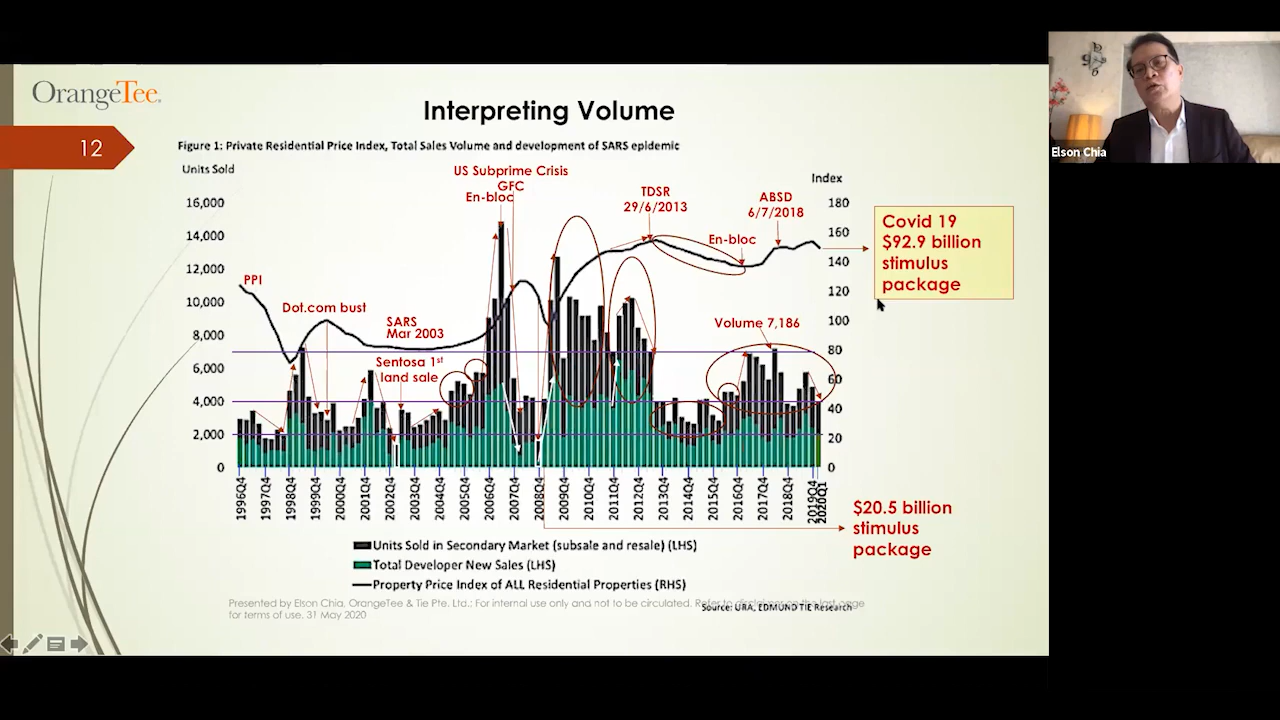 OrangeTee
Interpreting Volume
12
Figure 1: Private Residential Price Index, Total Sales Volume and development of SARS epidemic
Units Sold
Index
US Subprime Crisis
GFC
En-bloc
TDSR
29/6/2013
ABSD
6/7/2018
En-bloc
Covid 19
$92.9 billion
stimulus
package
PPI
Dot.com bust
SARS
Mar 2003
Sentosa 1st
land sale
Volume 7,186
16,000
14,000
12,000
10,000
8,000
6,000
4,000
2,000
0
180
160
140
120
100
80
60
40
20
0
1996Q4
1997Q4
1998Q4
1999Q4
2000Q4
2001Q4
2002Q4
2003Q4
2004Q4
2005Q4
2006Q4
2007Q4
2008Q4
2009Q4
2010Q4
2011Q4
2012Q4
2013Q4
2014Q4
2015Q4
2016Q4
2017Q4
2018Q4
2019Q4
2020Q1
$20.5 billion
stimulus
package
Units Sold in Secondary Market (subsale and resale) (LHS)
Total Developer New Sales (LHS)
Property Price Index of ALL Residential Properties (RHS)
Presented by Elson Chia, OrangeTee & Tie Pte. Ltd.; For internal use only and not to be circulated. Refer to disclaimer on the last page
for terms of use. 31 May 2020
Source: URA, EDMUND TIE Research
Elson Chia